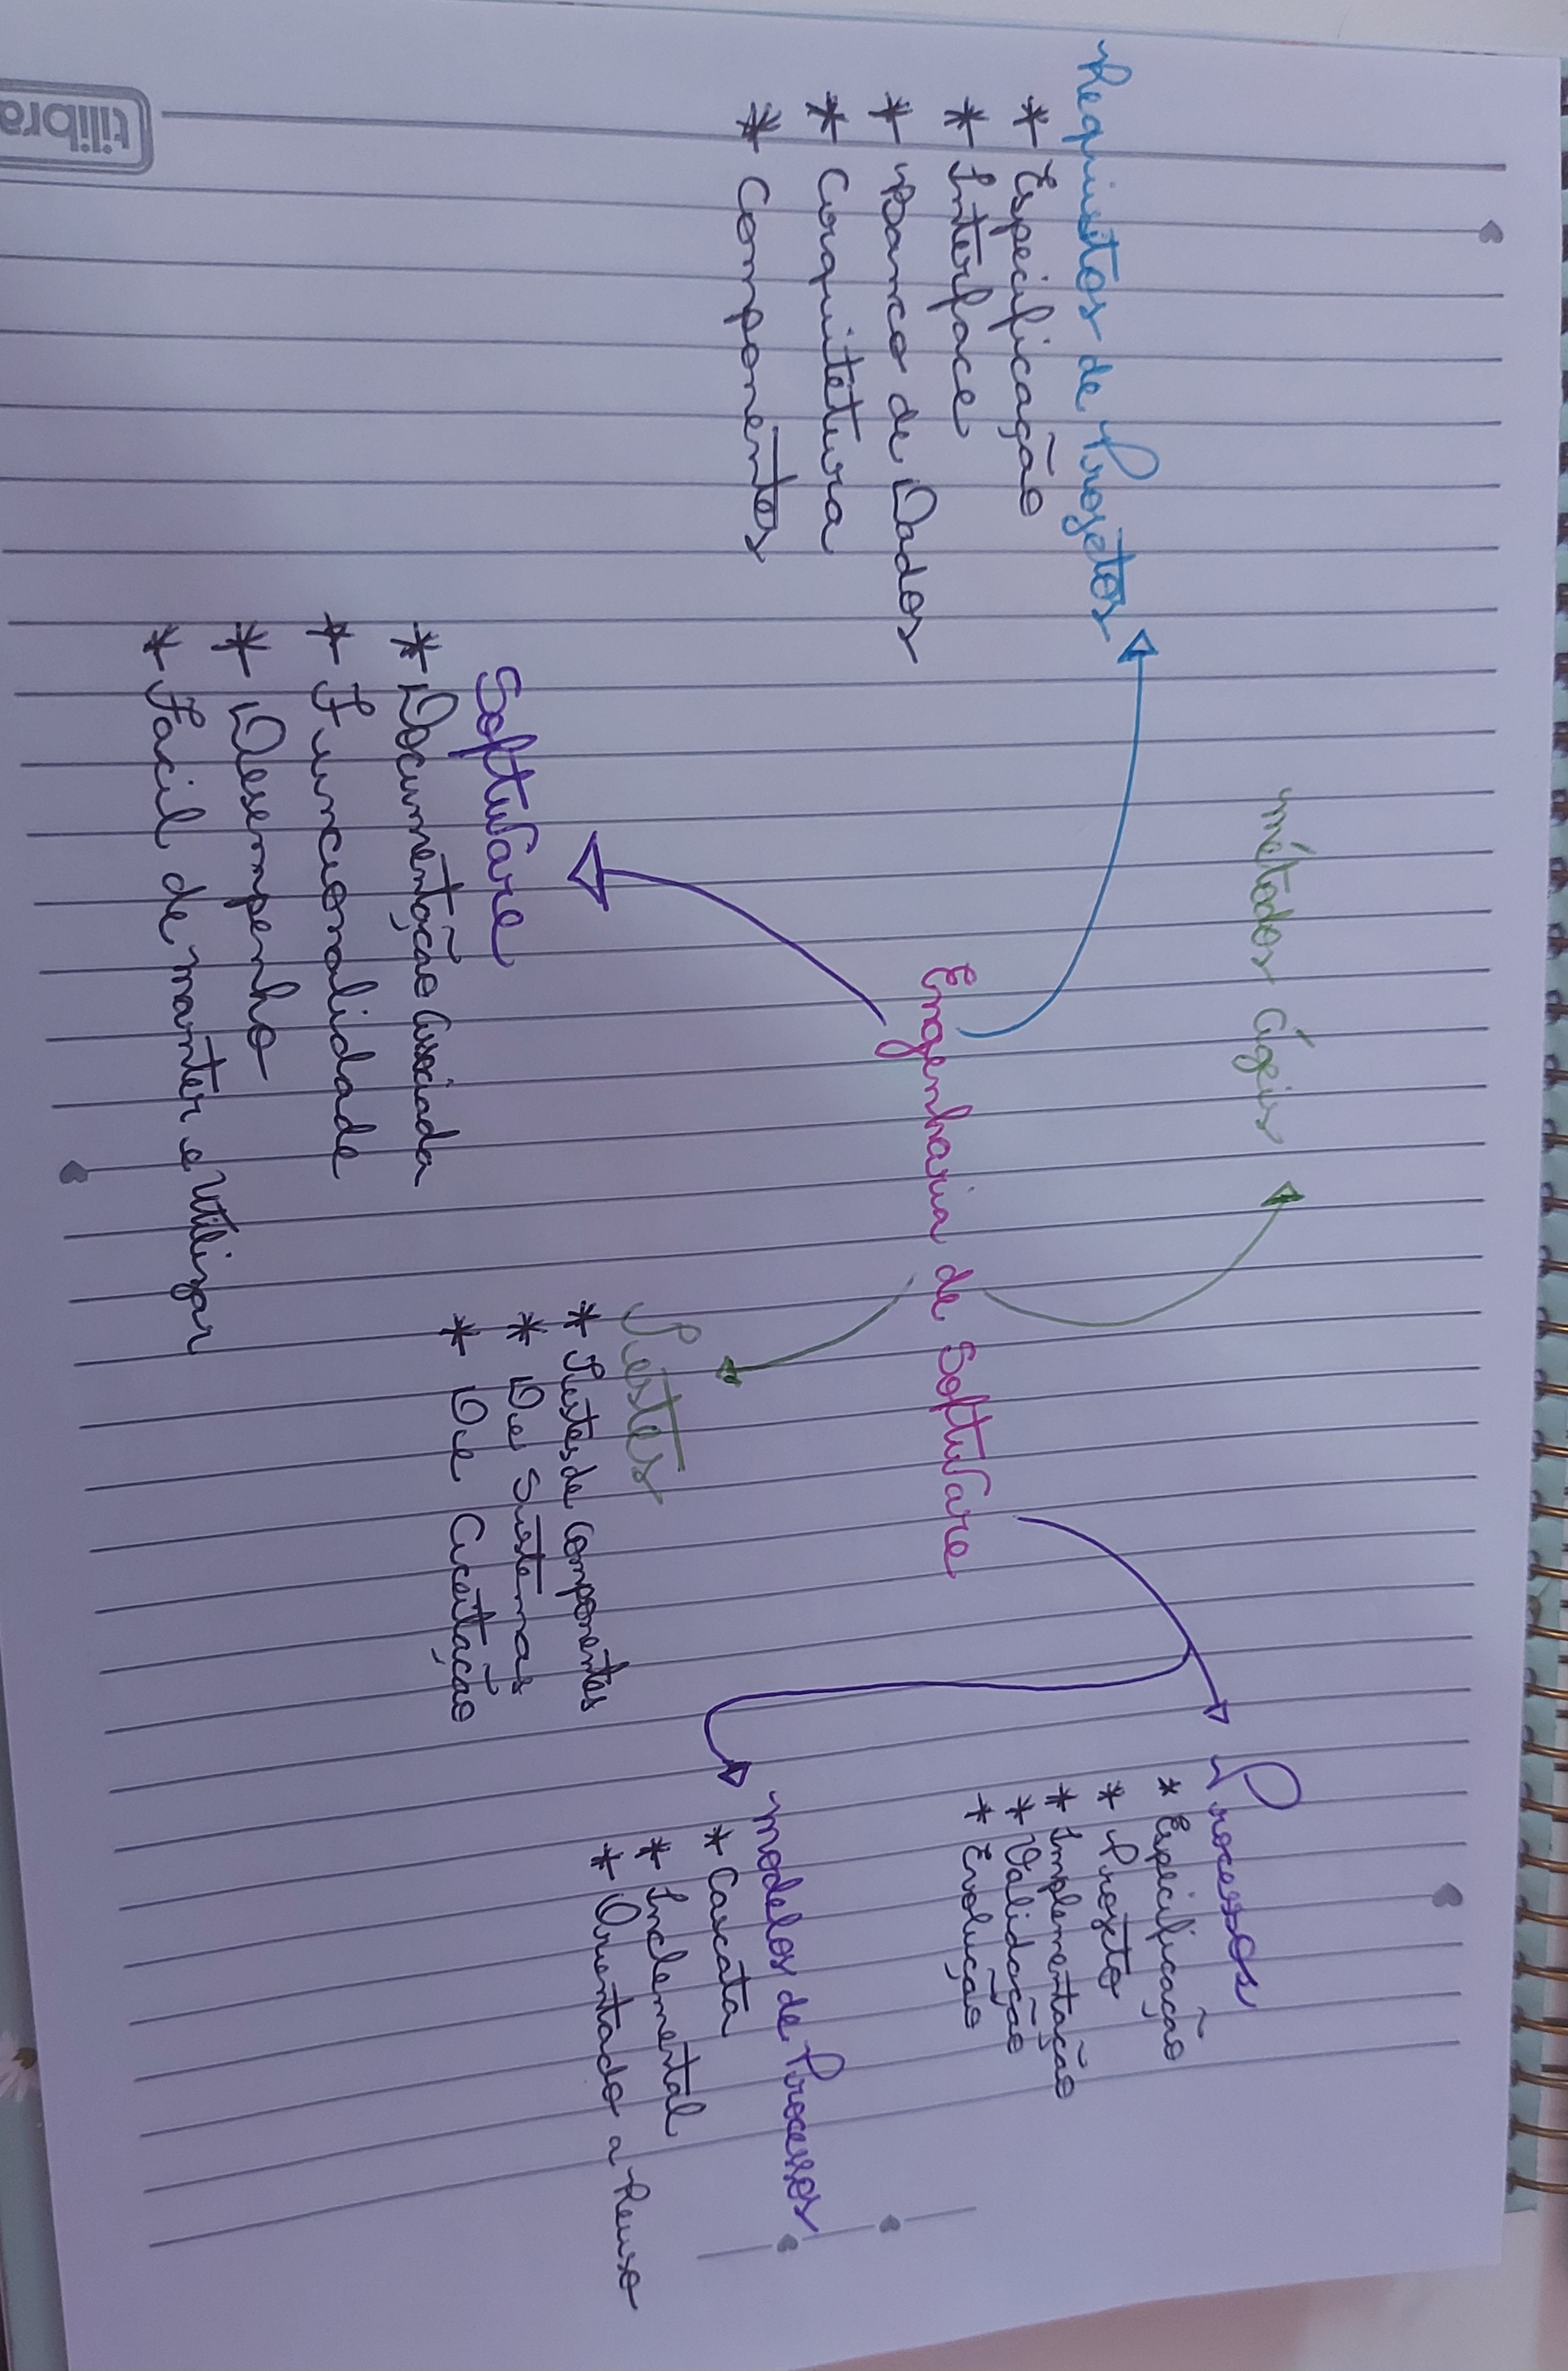 métodos Ágeis
Requisitos de Projetos
* Especificação
* Interface
* Banco de Dados
* Arquitetura
* Componentes
Engenharia de Software
Processos
* Especificação
* Projeto
* Implementação
* Validação
* Evolução
Software
* Documentação Associada
* Funcionalidade
* Desempenho
* Fácil de manter e utilizar
Testes
* Testes de Componentes
* De Sistemas
* De Aceitação
modelos de Processos
* Cascata
* Inclemental
* Orientado a Reuso
tilibra